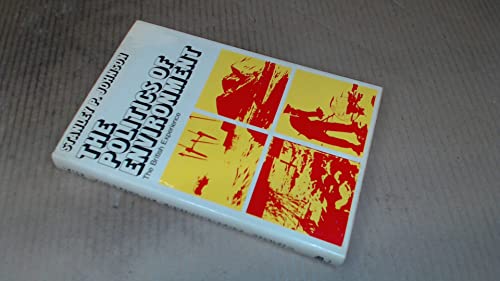 STANLEY P. JOHNSON
THE
POLITICS OF
ENVIRONMENT
The British Experience